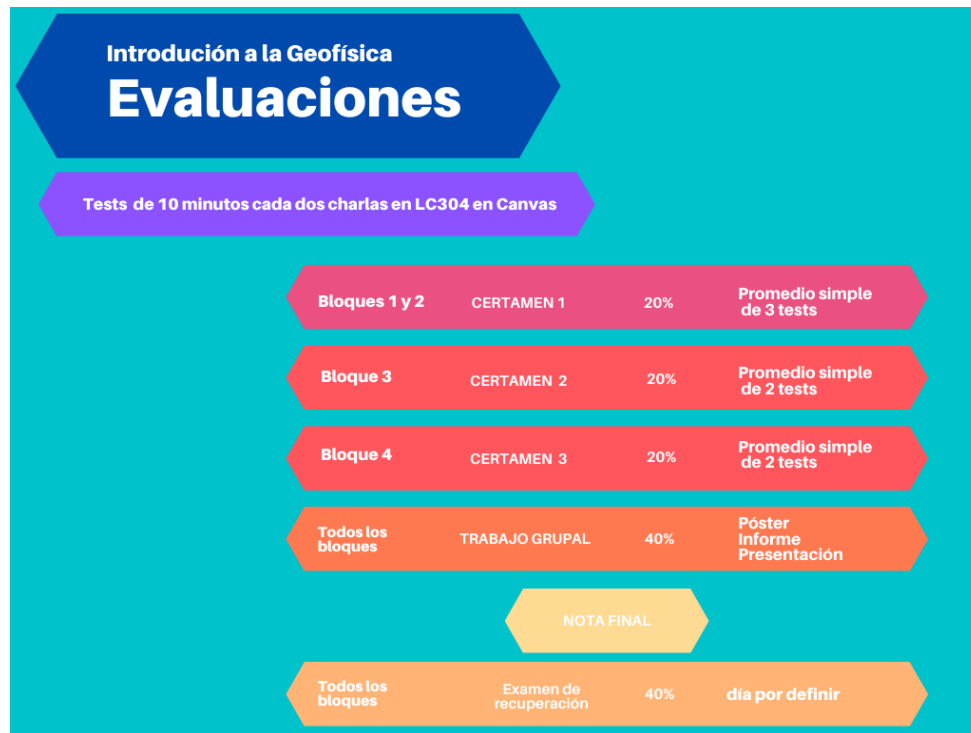 Introdución a la Geofísica
Evaluaciones
Tests de 10 minutos cada dos charlas en LC304 en Canvas
Bloques 1 y 2 CERTAMEN 1 20% Promedio simple
de 3 tests
Bloque 3 CERTAMEN 2 20% Promedio simple
de 2 tests
Bloque 4 CERTAMEN 3 20% Promedio simple
de 2 tests
Todos los
bloques
TRABAJO GRUPAL
40%
Póster
Informe
Presentación
NOTA FINAL
Todos los
bloques
Examen de
recuperación
40%
día por definir